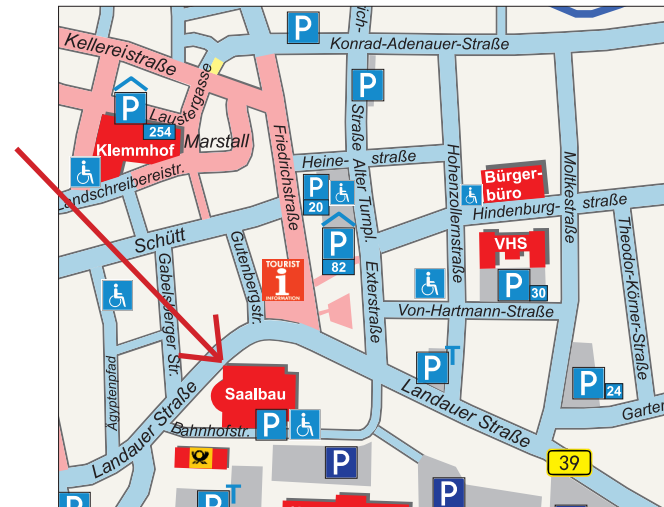 P
Konrad-Adenauer-Straße
Kellereistraße
ich-
Straße
P
P
254
Laustergasse
Marstall
Klemmhof
Landschreibereistr.
Friedrichstraße
Heine-straße
Alter Turmpl.
Hohenzollernstraße
Bürger-
büro
Moltkestraße
P
20
Hindenburg-straße
Schütt
P
82
VHS
P
30
Theodor-Körner-Straße
Gutenbergstr.
TOURIST
i
INFORMATION
Gabelsberger Str.
Exterstraße
Von-Hartmann-Straße
Ägyptenpfad
P
T
Saalbau
Landauer Straße
P
24
Garten
Landauer Straße
Bahnhofstr.
P
P
39
P
P
P
T